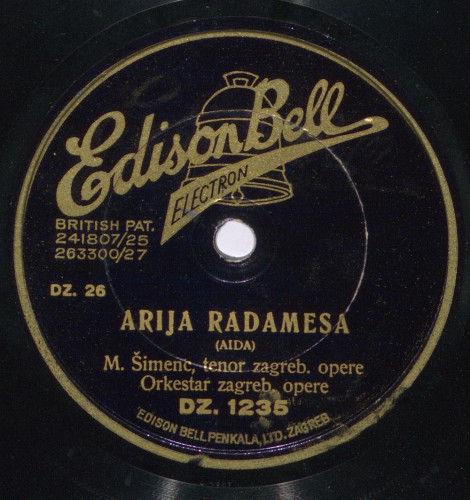 Edison Bell
ELECTRON
BRITISH PAT.
241807/25
263300/27
DZ. 26
ARIJA RADAMESA
(AIDA)
M. Šimenc, tenor zagreb. opere
Orkestar zagreb. opere
DZ. 1235
EDISON BELL PENKALA, LTD. ZAGREB